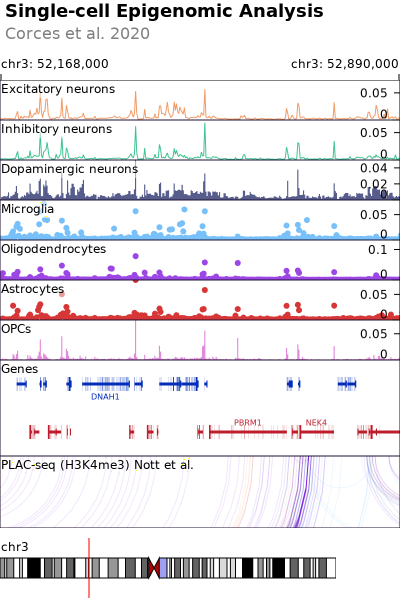 Single-cell Epigenomic Analysis
Corces et al. 2020
chr3: 52,168,000 chr3: 52,890,000
Excitatory neurons 0.05
0
Inhibitory neurons 0.05
0
Dopaminergic neurons 0.04
0.02
0
Microglia 0.05
0
Oligodendrocytes 0.1
0
Astrocytes 0.05
0
OPCs 0.05
0
Genes
DNAH1
PBRM1 NEK4
PLAC-seq (H3K4me3) Nott et al.
chr3